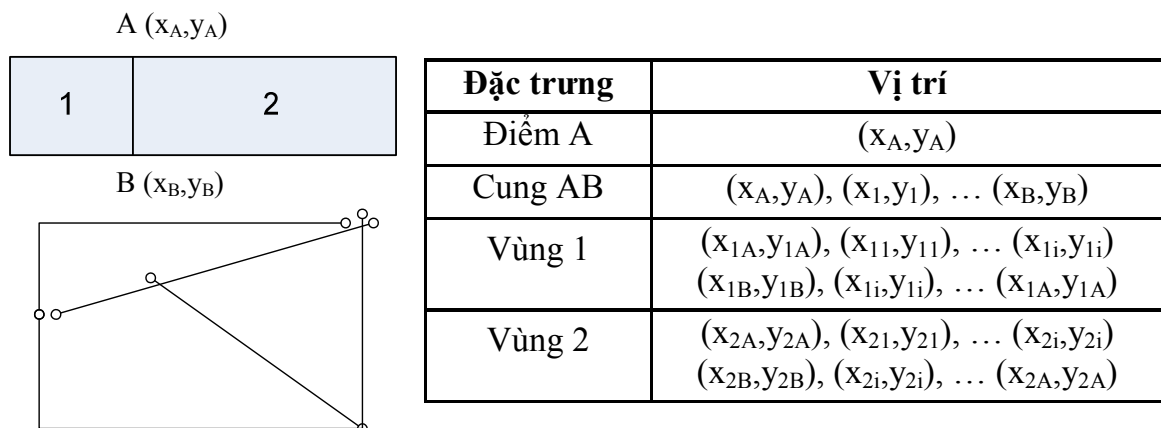 A (xA,yA)
1 2
B (xB,yB)
Đặc trưng Vị trí
Điểm A (xA,yA)
Cung AB (xA,yA), (x1,y1), … (xB,yB)
Vùng 1 (x1A,y1A), (x11,y11), … (x1i,y1i)
(x1B,y1B), (x1i,y1i), … (x1A,y1A)
Vùng 2 (x2A,y2A), (x21,y21), … (x2i,y2i)
(x2B,y2B), (x2i,y2i), … (x2A,y2A)